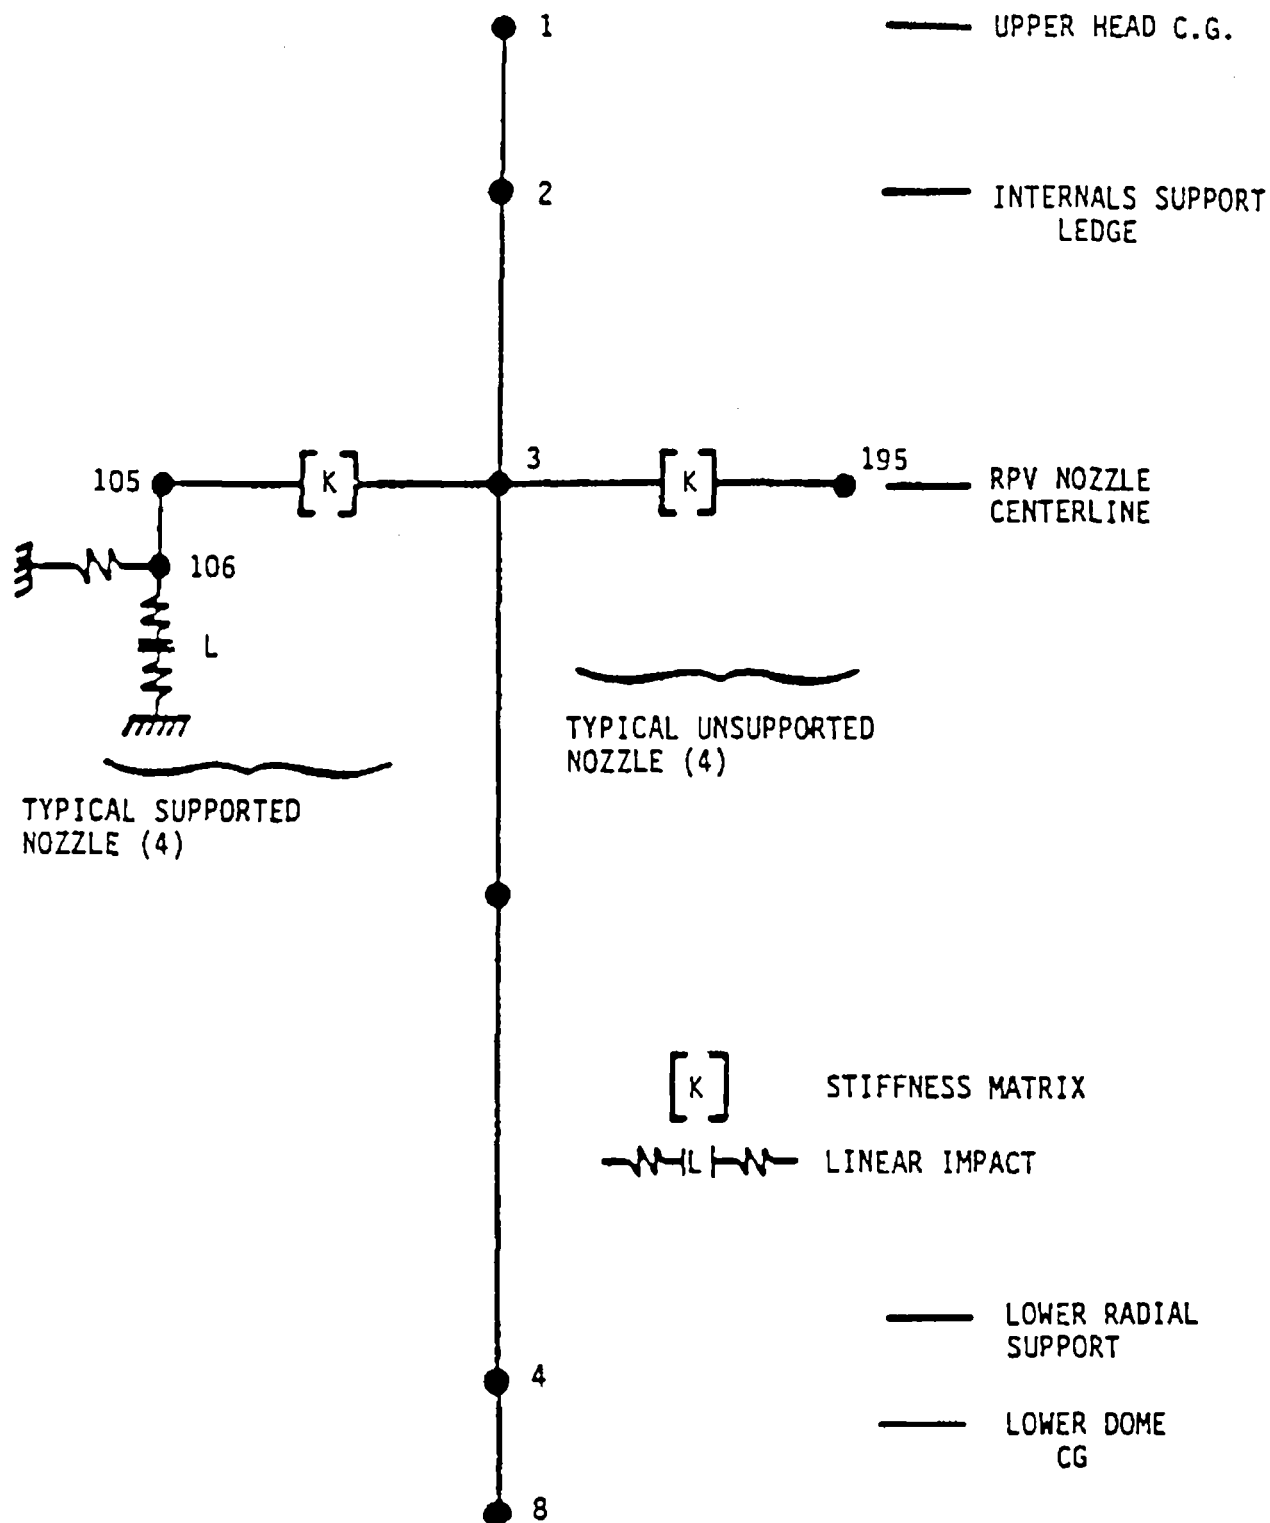 1
UPPER HEAD C.G.
2
INTERNALS SUPPORT
LEDGE
3
105
K
K
195
RPV NOZZLE
CENTERLINE
106
L
TYPICAL UNSUPPORTED
NOZZLE (4)
TYPICAL SUPPORTED
NOZZLE (4)
K
STIFFNESS MATRIX
L
LINEAR IMPACT
LOWER RADIAL
SUPPORT
4
LOWER DOME
CG
8